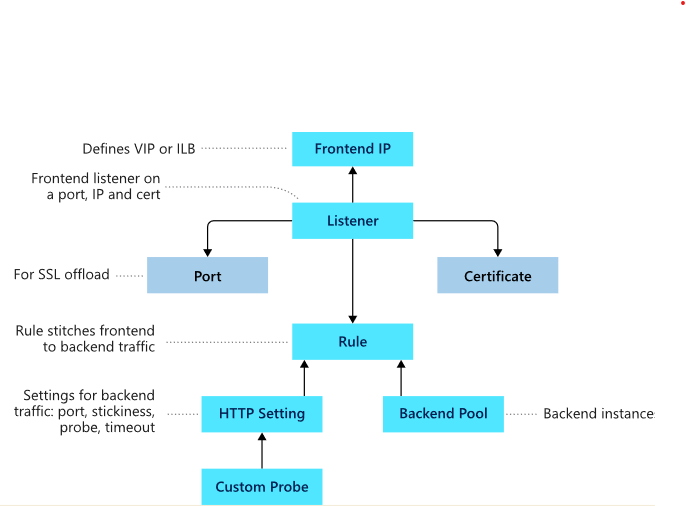 Defines VIP or ILB
Frontend IP
Frontend listener on
a port, IP and cert
Listener
For SSL offload
Port
Certificate
Rule stitches frontend
to backend traffic
Rule
Settings for backend
traffic: port, stickiness,
probe, timeout
HTTP Setting
Backend Pool
Backend instance
Custom Probe